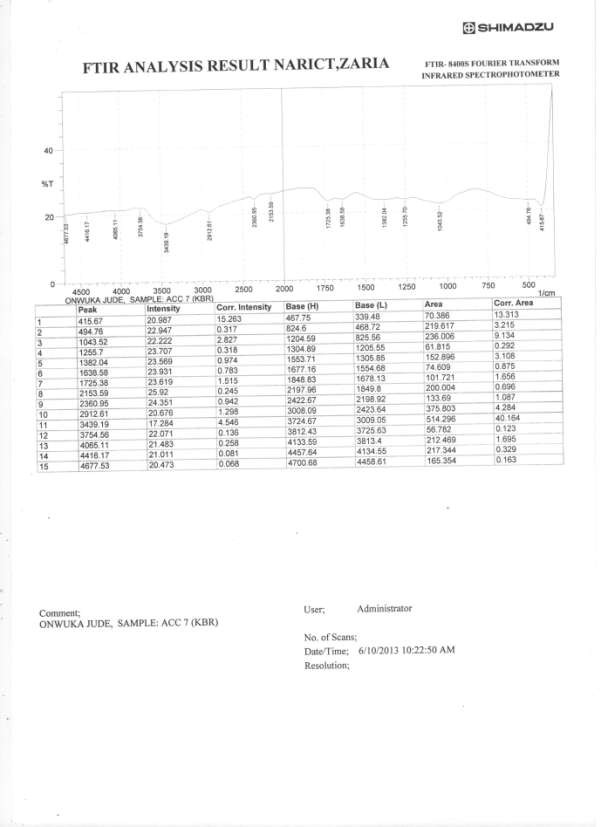 SHIMADZU
FTIR ANALYSIS RESULT NARICT,ZARIA
FTIR- 8400S FOURIER TRANSFORM
INFRARED SPECTROPHOTOMETER
40
%T
20
0
4677.53
4416.17
4065.11
3754.56
3439.19
2912.61
2360.95
2153.59
1725.38
1638.58
1382.04
1255.70
1043.52
494.76
415.67
4500 4000 3500 3000 2500 2000 1750 1500 1250 1000 750 500
1/cm
ONWUKA JUDE, SAMPLE: ACC 7 (KBR)
Peak Intensity Corr. Intensity Base (H) Base (L) Area Corr. Area
1 415.67 20.987 15.263 467.75 339.48 70.386 13.313
2 494.76 22.947 0.317 824.6 468.72 219.617 3.215
3 1043.52 22.222 2.827 1204.59 825.56 236.006 9.134
4 1255.7 23.707 0.318 1304.89 1205.55 61.815 0.292
5 1382.04 23.569 0.974 1553.71 1305.85 152.896 3.108
6 1638.58 23.931 0.783 1677.16 1554.68 74.609 0.875
7 1725.38 23.619 1.515 1848.83 1678.13 101.721 1.656
8 2153.59 25.92 0.245 2197.96 1849.8 200.004 0.696
9 2360.95 24.351 0.942 2422.67 2198.92 133.69 1.087
10 2912.61 20.676 1.298 3008.09 2423.64 375.803 4.284
11 3439.19 17.284 4.546 3724.67 3009.05 514.296 40.164
12 3754.56 22.071 0.136 3812.43 3725.63 56.782 0.123
13 4065.11 21.483 0.258 4133.59 3813.4 212.469 1.695
14 4416.17 21.011 0.081 4457.64 4134.55 217.344 0.329
15 4677.53 20.473 0.068 4700.68 4458.61 165.354 0.163
Comment;
ONWUKA JUDE, SAMPLE: ACC 7 (KBR)
User; Administrator
No. of Scans;
Date/Time; 6/10/2013 10:22:50 AM
Resolution;